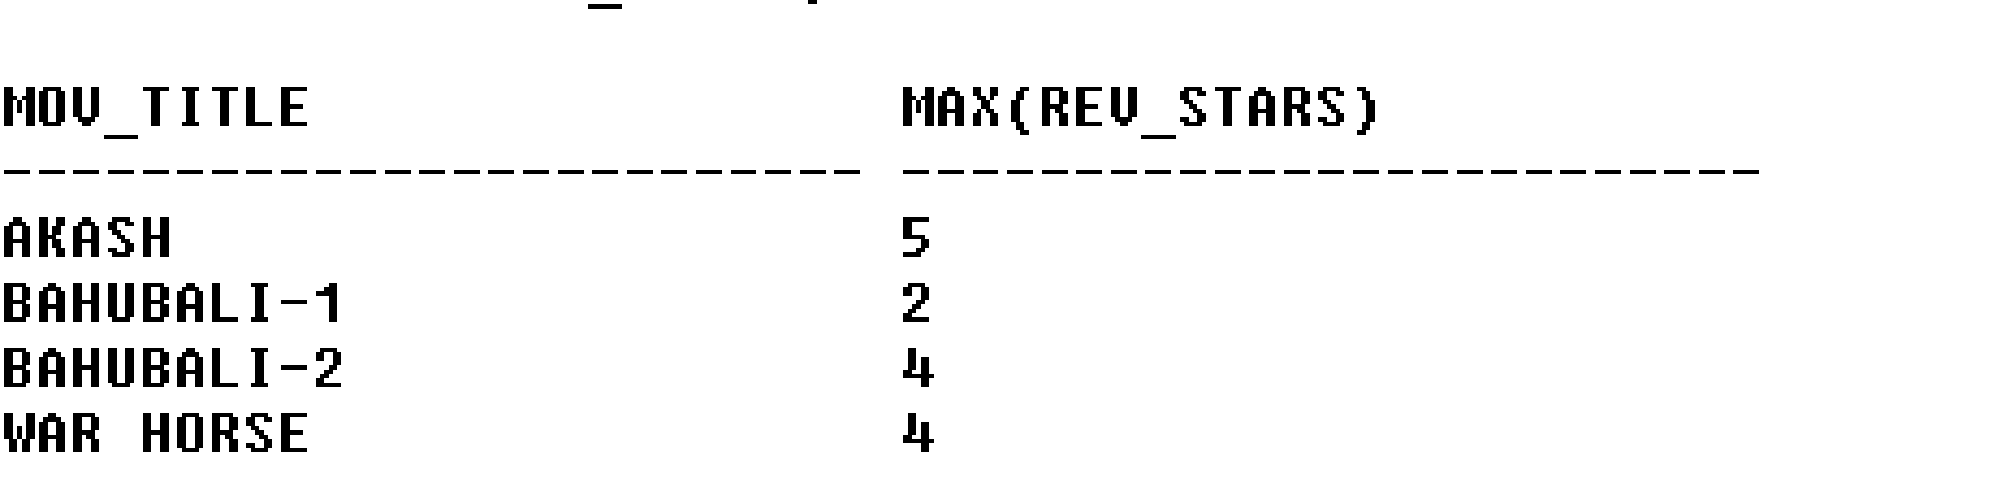 MOV_TITLE MAX(REV_STARS)
------------------------- -------------------------
AKASH 5
BAHUBALI-1 2
BAHUBALI-2 4
WAR HORSE 4